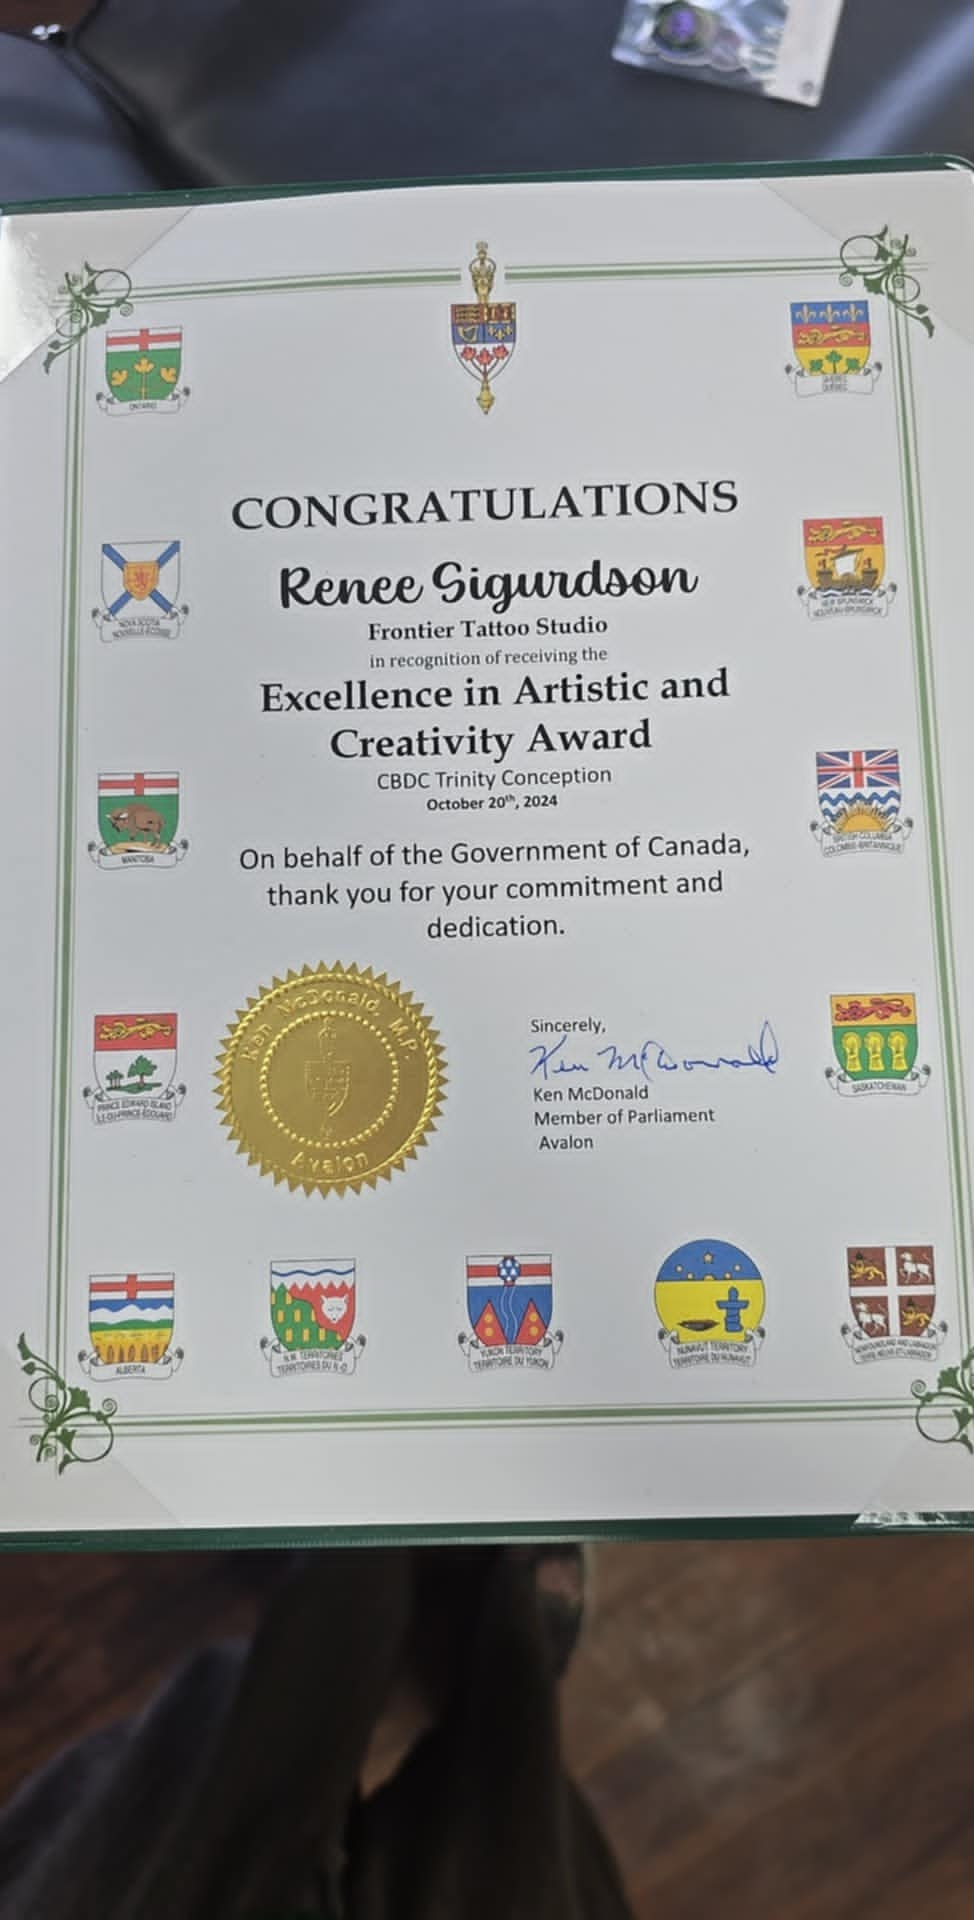 ONTARIO
QUEBEC
QUÉBEC
CONGRATULATIONS
Renee Sigurdson
Frontier Tattoo Studio
in recognition of receiving the
Excellence in Artistic and
Creativity Award
CBDC Trinity Conception
October 20th, 2024
On behalf of the Government of Canada,
thank you for your commitment and
dedication.
NOVA SCOTIA
NOUVELLE-ÉCOSSE
NEW BRUNSWICK
NOUVEAU-BRUNSWICK
MANITOBA
BRITISH COLUMBIA
COLOMBIE-BRITANNIQUE
PRINCE EDWARD ISLAND
ÎLE-DU-PRINCE-ÉDOUARD
Ken McDonald, M.P.
Avalon
Sincerely,
Ken McDonald
Ken McDonald
Member of Parliament
Avalon
SASKATCHEWAN
ALBERTA
N.W. TERRITORIES
TERRITOIRES DU N.-O.
YUKON TERRITORY
TERRITOIRE DU YUKON
NUNAVUT TERRITORY
TERRITOIRE DU NUNAVUT
NEWFOUNDLAND AND LABRADOR
TERRE-NEUVE-ET-LABRADOR